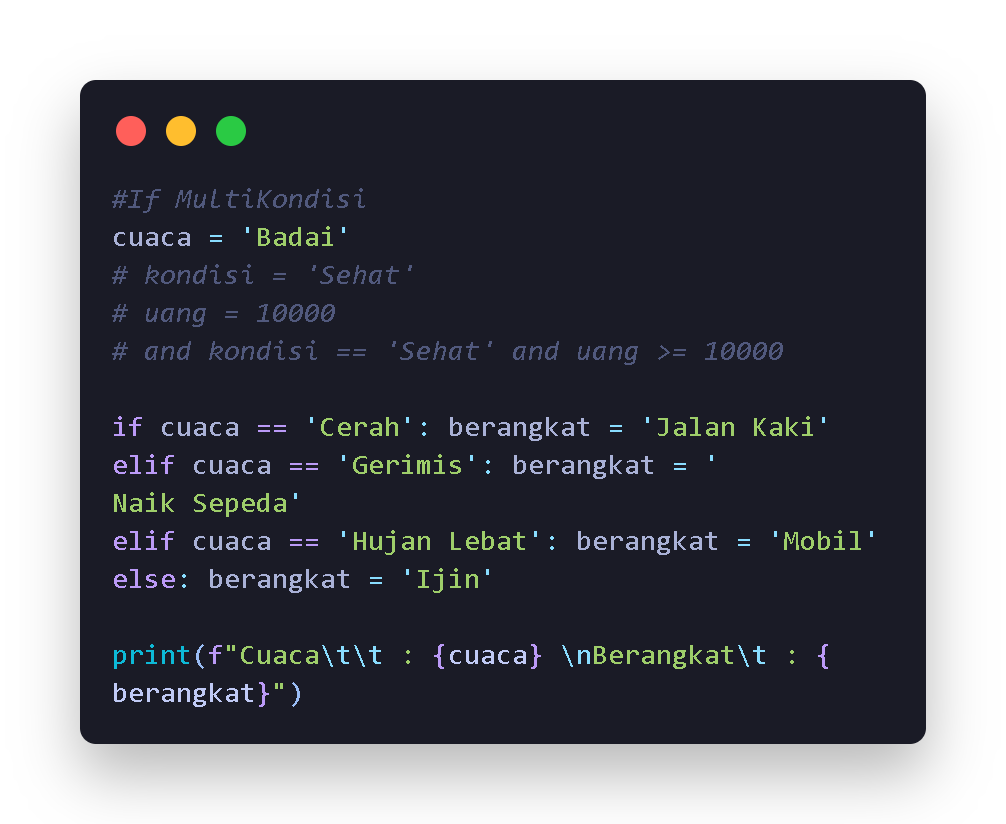 #If MultiKondisi
cuaca = 'Badai'
# kondisi = 'Sehat'
# uang = 10000
# and kondisi == 'Sehat' and uang >= 10000
if cuaca == 'Cerah': berangkat = 'Jalan Kaki'
elif cuaca == 'Gerimis': berangkat = '
Naik Sepeda'
elif cuaca == 'Hujan Lebat': berangkat = 'Mobil'
else: berangkat = 'Ijin'
print(f"Cuaca\t\t : {cuaca} \nBerangkat\t : {
berangkat}")